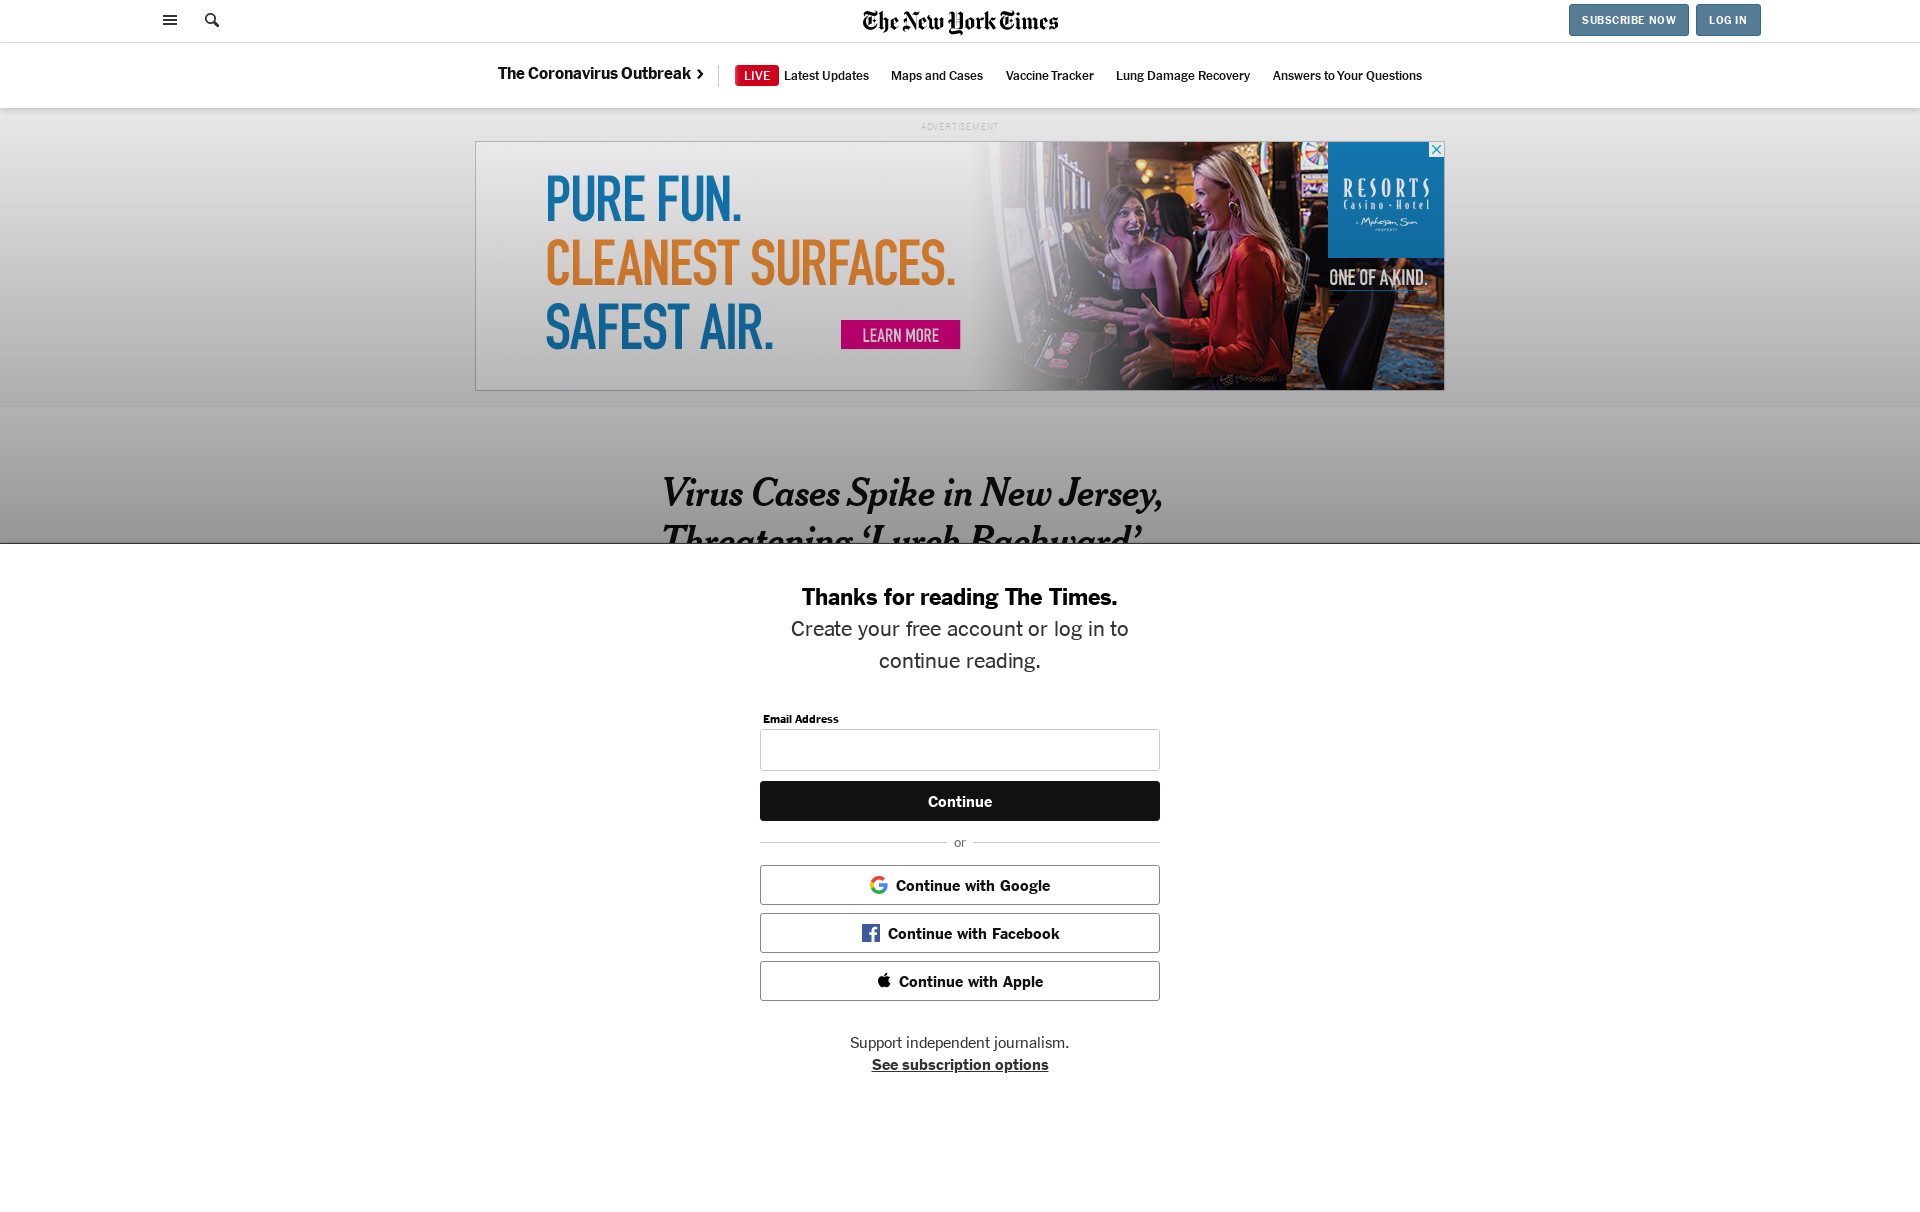 The New York Times
SUBSCRIBE NOW
LOG IN
The Coronavirus Outbreak
LIVE Latest Updates
Maps and Cases
Vaccine Tracker
Lung Damage Recovery
Answers to Your Questions
ADVERTISEMENT
PURE FUN.
CLEANEST SURFACES.
SAFEST AIR.
LEARN MORE
RESORTS
Casino • Hotel
a Mohegan Sun
PROPERTY
ONE OF A KIND.
Virus Cases Spike in New Jersey,
Threatening ‘Lurch Backward’
Thanks for reading The Times.
Create your free account or log in to
continue reading.
Email Address
Continue
or
Continue with Google
Continue with Facebook
Continue with Apple
Support independent journalism.
See subscription options